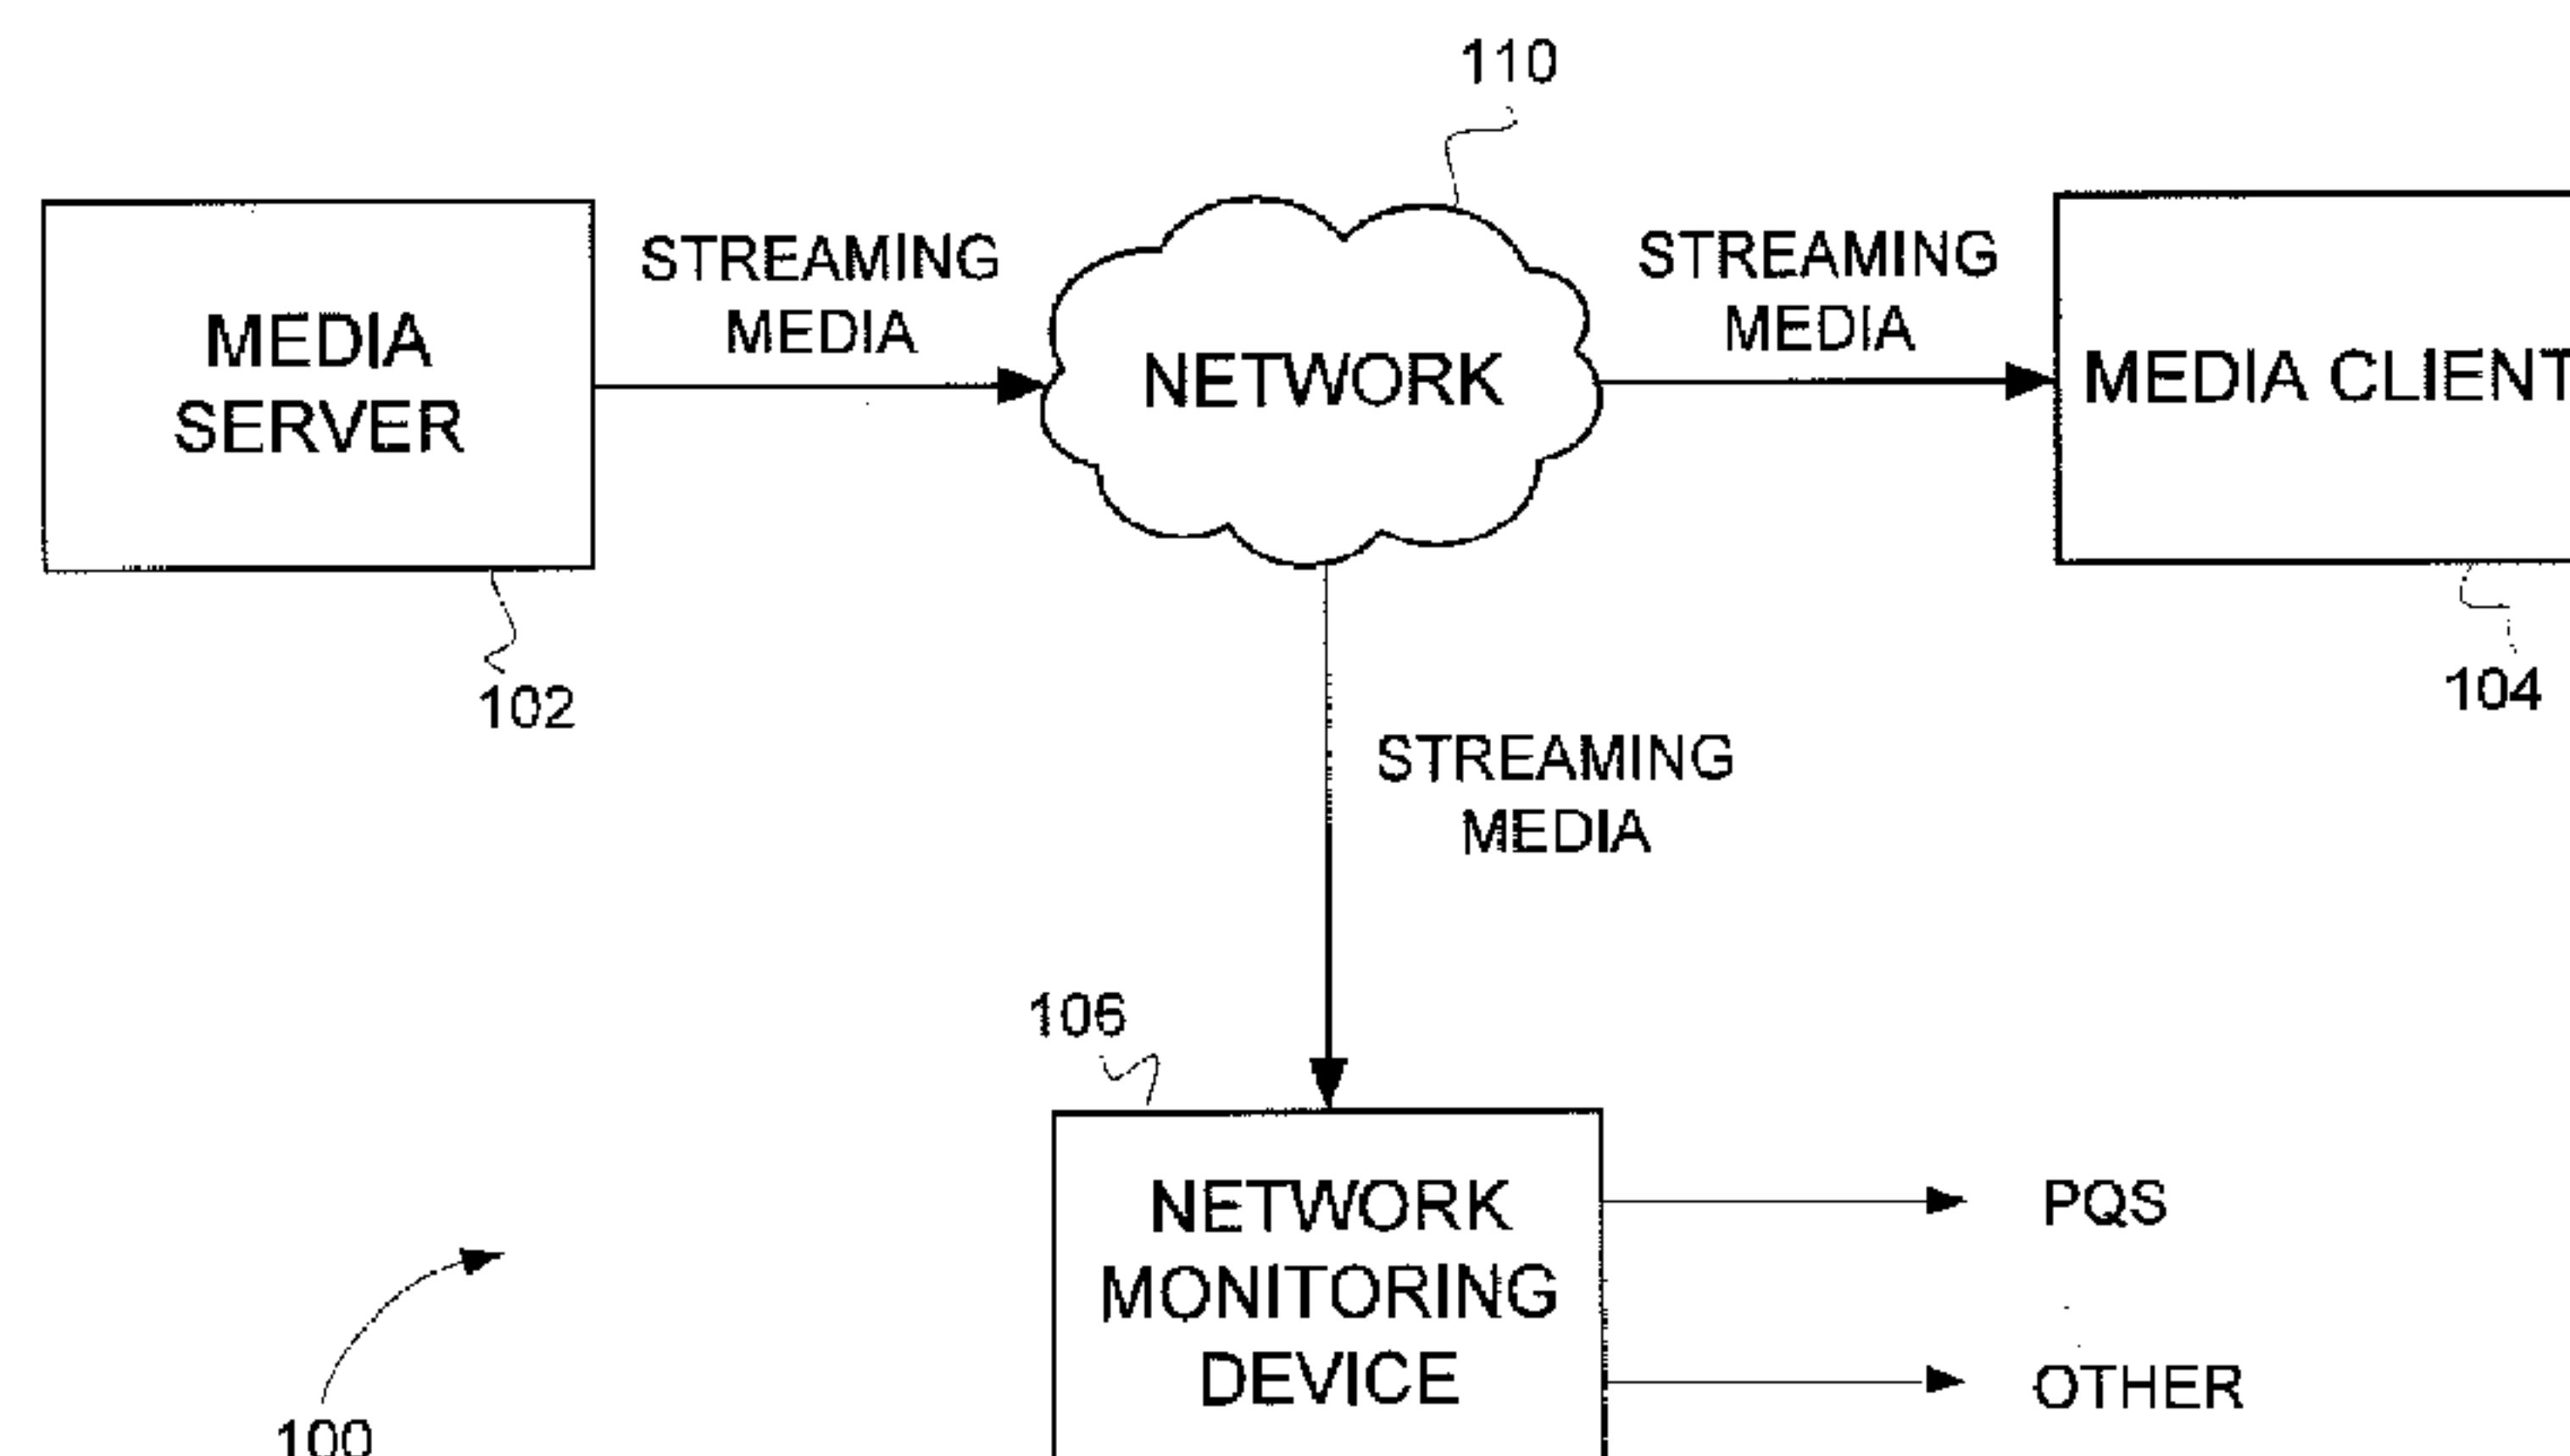 110
MEDIA
SERVER
STREAMING
MEDIA
NETWORK
STREAMING
MEDIA
MEDIA CLIENT
102
104
STREAMING
MEDIA
106
NETWORK
MONITORING
DEVICE
PQS
OTHER
100